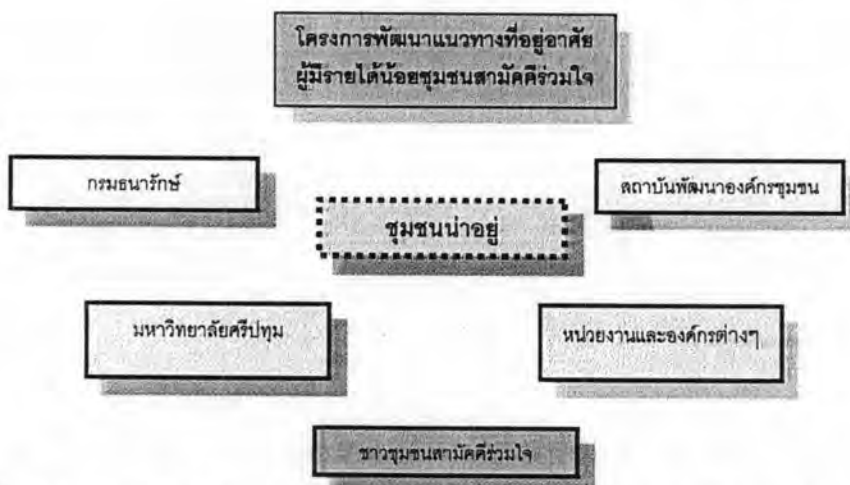 โครงการพัฒนาแนวทางที่อยู่อาศัย
ผู้มีรายได้น้อยชุมชนสามัคคีร่วมใจ
กรมธนารักษ์
สถาบันพัฒนาองค์กรชุมชน
ชุมชนน่าอยู่
มหาวิทยาลัยศรีปทุม
หน่วยงานและองค์กรต่างๆ
ชาวชุมชนสามัคคีร่วมใจ